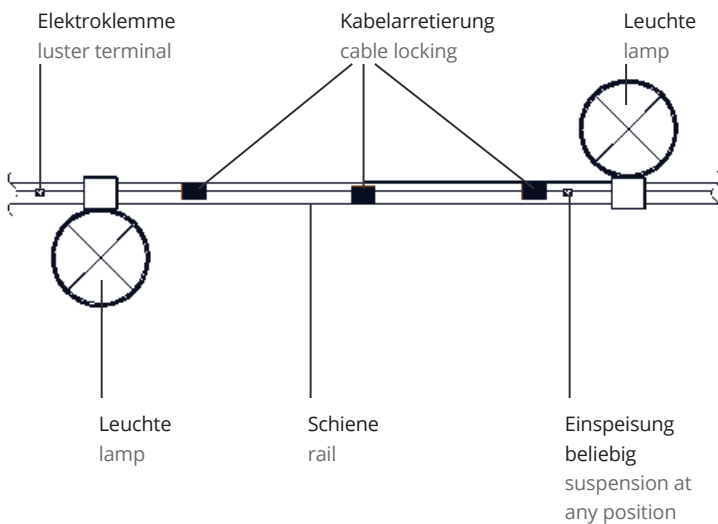 Elektroklemme
luster terminal
Kabelarretierung
cable locking
Leuchte
lamp
Leuchte
lamp
Schiene
rail
Einspeisung
beliebig
suspension at
any position